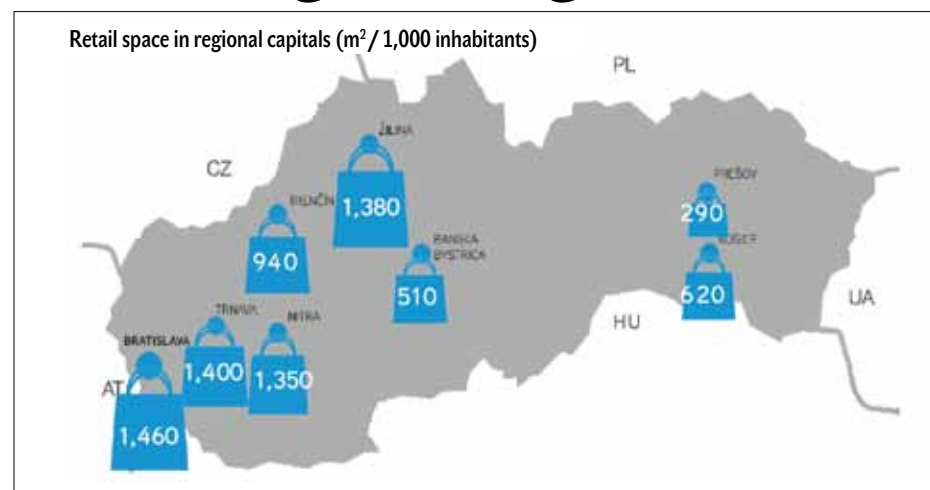 Retail space in regional capitals (m²/ 1,000 inhabitants)
PL
CZ
ŽILINA
1,380
TRENČÍN
940
BANSKÁ
BYSTRICA
510
PREŠOV
290
KOŠICE
620
UA
HU
TRNAVA
1,400
NITRA
1,350
BRATISLAVA
AT
1,460